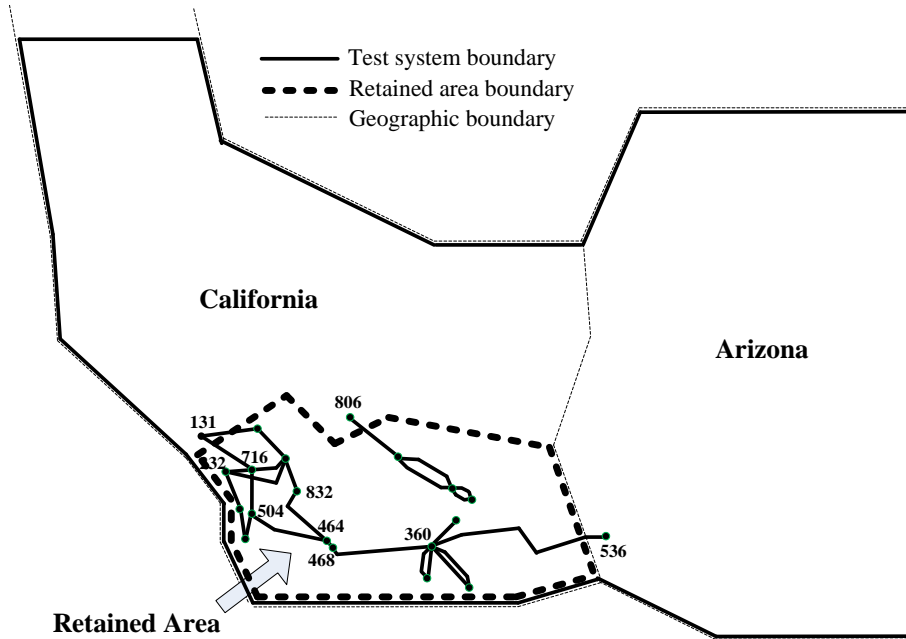 Test system boundary
Retained area boundary
Geographic boundary
California
Arizona
806
131
232
716
832
504
464
468
360
536
Retained Area